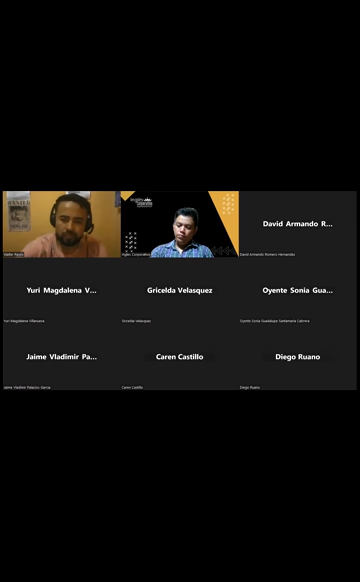 WANTED
Walter Reyes
David Armando R...
David Armando Romero Hernandez
Yuri Magdalena V...
Yuri Magdalena Villanueva
Gricelda Velasquez
Gricelda Velasquez
Oyente Sonia Gua...
Oyente Sonia Guadalupe Santamaria Cabrera
Jaime Vladimir Pa...
Jaime Vladimir Palacios Garcia
Caren Castillo
Caren Castillo
Diego Ruano
Diego Ruano